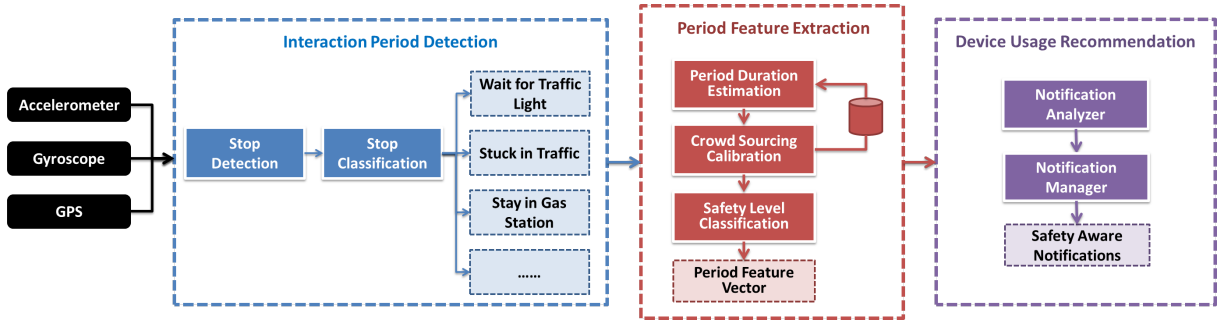 Accelerometer
Gyroscope
GPS
Interaction Period Detection
Stop
Detection
Stop
Classification
Wait for Traffic
Light
Stuck in Traffic
Stay in Gas
Station
......
Period Feature Extraction
Period Duration
Estimation
Crowd Sourcing
Calibration
Safety Level
Classification
Period Feature
Vector
Device Usage Recommendation
Notification
Analyzer
Notification
Manager
Safety Aware
Notifications